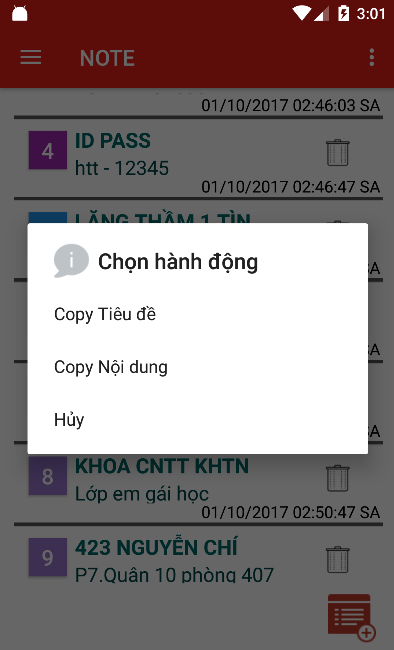 3:01
NOTE
01/10/2017 02:46:03 SA
4
ID PASS
htt - 12345
01/10/2017 02:46:47 SA
LẶNG THẦM 1 TÌN
SA
Chọn hành động
Copy Tiêu đề
SA
Copy Nội dung
Hủy
SA
8
KHOA CNTT KHTN
Lớp em gái học
01/10/2017 02:50:47 SA
9
423 NGUYỄN CHÍ
P7.Quận 10 phòng 407